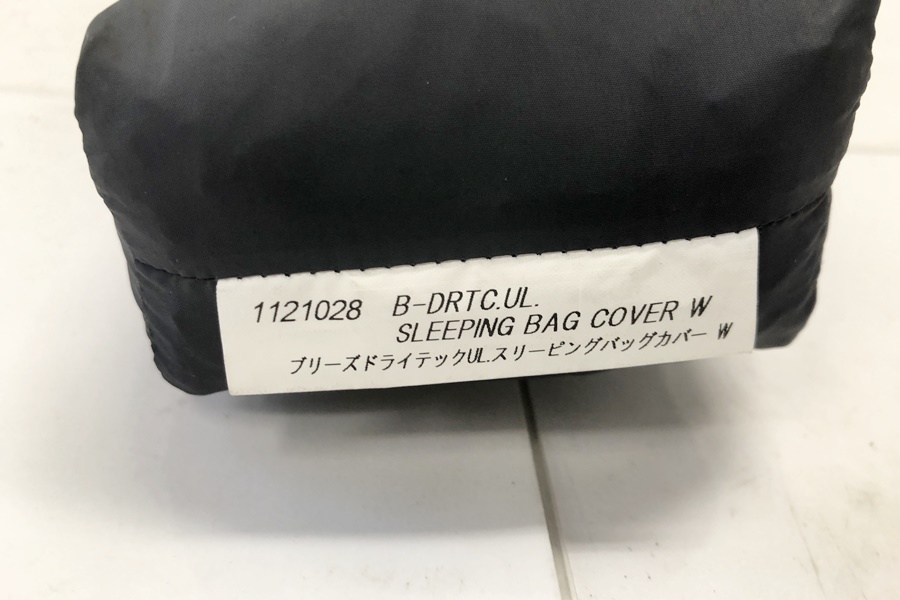 1121028 B-DRTC.UL.
SLEEPING BAG COVER W
ブリーズドライテックUL.スリーピングバッグカバー W